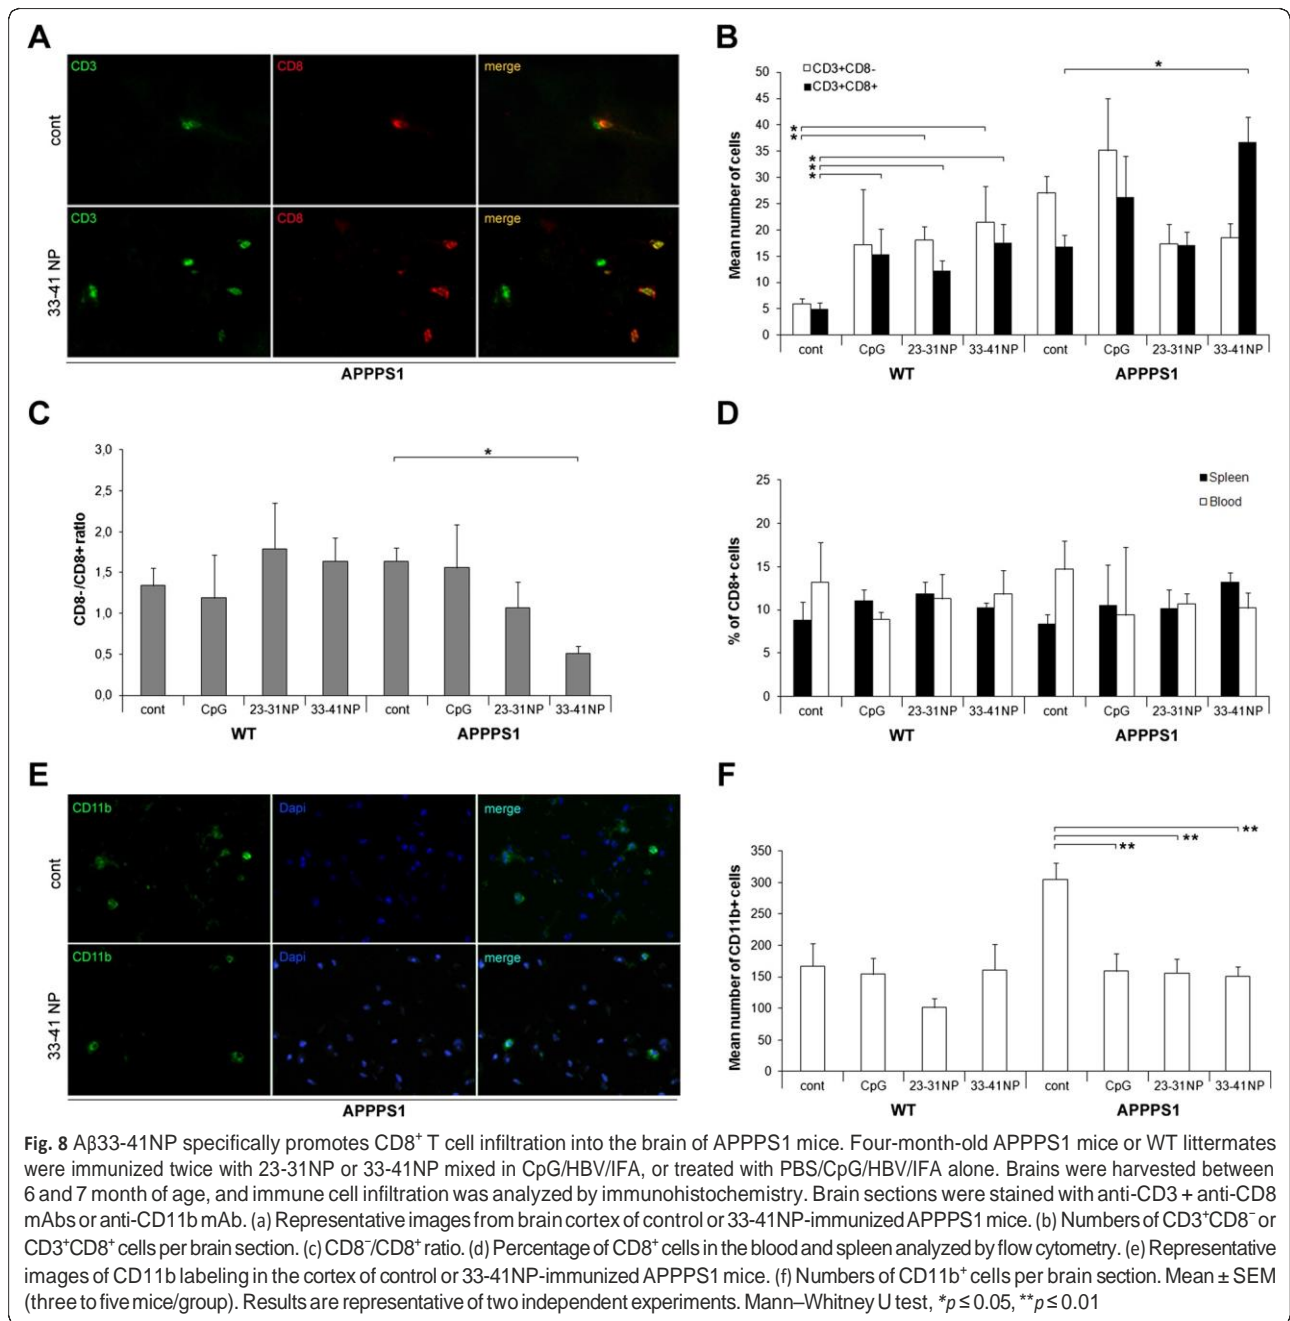 A
CD3
CD8
merge
cont
CD3
CD8
merge
33-41 NP
APPPS1
B
CD3+CD8-
CD3+CD8+
*
*
*
*
*
*
Mean number of cells
50
45
40
35
30
25
20
15
10
5
0
cont CpG 23-31NP 33-41NP cont CpG 23-31NP 33-41NP
WT APPPS1
C
CD8-/CD8+ ratio
3,0
2,5
2,0
1,5
1,0
0,5
0,0
*
cont CpG 23-31NP 33-41NP cont CpG 23-31NP 33-41NP
WT APPPS1
D
% of CD8+ cells
25
20
15
10
5
0
Spleen
Blood
cont CpG 23-31NP 33-41NP cont CpG 23-31NP 33-41NP
WT APPPS1
E
CD11b
Dapi
merge
cont
CD11b
Dapi
merge
33-41 NP
APPPS1
F
Mean number of CD11b+ cells
350
300
250
200
150
100
50
0
**
**
**
cont CpG 23-31NP 33-41NP cont CpG 23-31NP 33-41NP
WT APPPS1
Fig. 8 Aβ33-41NP specifically promotes CD8⁺ T cell infiltration into the brain of APPPS1 mice. Four-month-old APPPS1 mice or WT littermates
were immunized twice with 23-31NP or 33-41NP mixed in CpG/HBV/IFA, or treated with PBS/CpG/HBV/IFA alone. Brains were harvested between
6 and 7 month of age, and immune cell infiltration was analyzed by immunohistochemistry. Brain sections were stained with anti-CD3 + anti-CD8
mAbs or anti-CD11b mAb. (a) Representative images from brain cortex of control or 33-41NP-immunized APPPS1 mice. (b) Numbers of CD3⁺CD8⁻ or
CD3⁺CD8⁺ cells per brain section. (c) CD8⁻/CD8⁺ ratio. (d) Percentage of CD8⁺ cells in the blood and spleen analyzed by flow cytometry. (e) Representative
images of CD11b labeling in the cortex of control or 33-41NP-immunized APPPS1 mice. (f) Numbers of CD11b⁺ cells per brain section. Mean ± SEM
(three to five mice/group). Results are representative of two independent experiments. Mann–Whitney U test, *p ≤ 0.05, **p ≤ 0.01